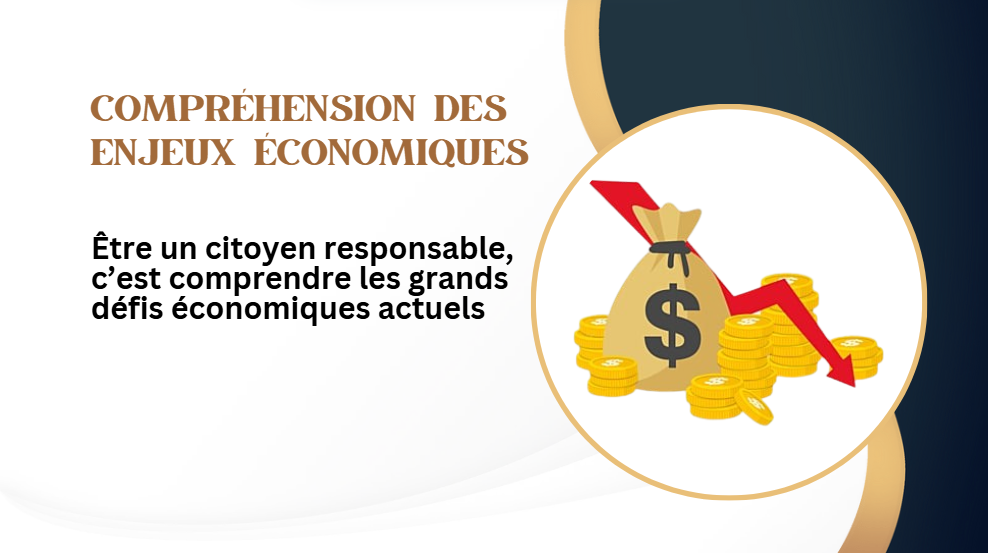 COMPRÉHENSION DES
ENJEUX ÉCONOMIQUES
Être un citoyen responsable,
c’est comprendre les grands
défis économiques actuels
$